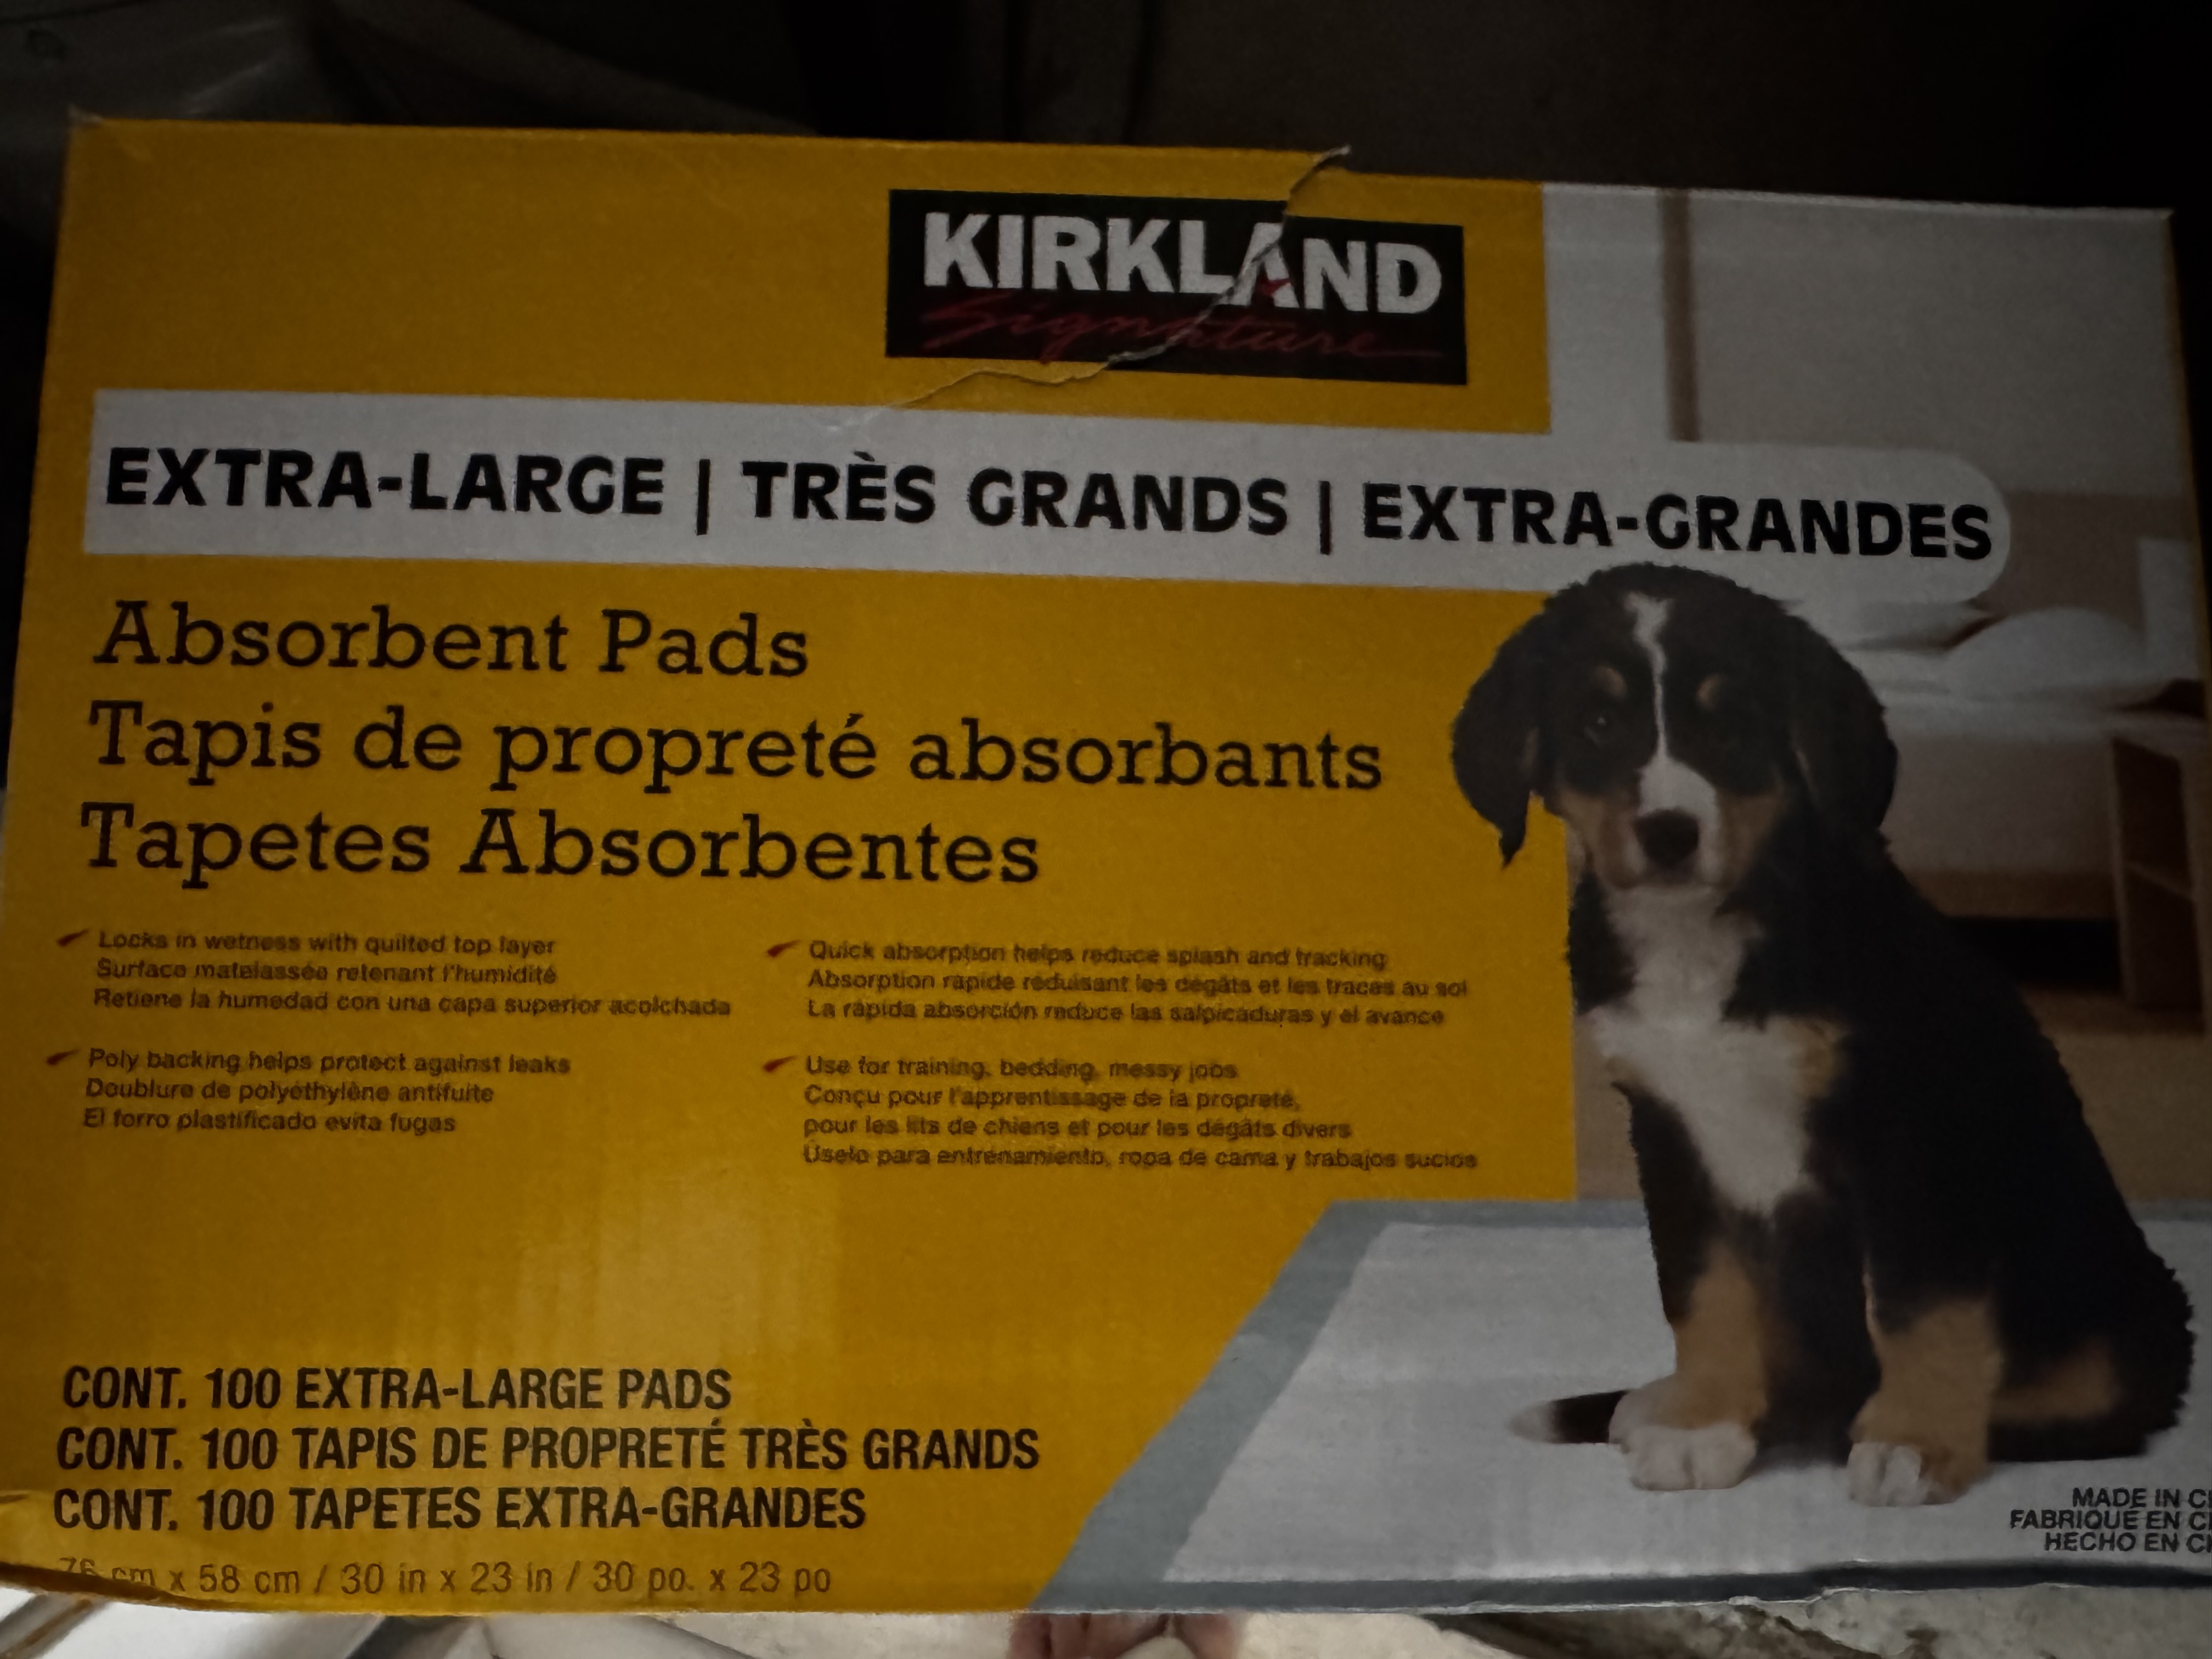 KIRKLAND
Signature
EXTRA-LARGE | TRÈS GRANDS | EXTRA-GRANDES
Absorbent Pads
Tapis de propreté absorbants
Tapetes Absorbentes
Locks in wetness with quilted top layer
Surface matelassée retenant l'humidité
Retiene la humedad con una capa superior acolchada
Poly backing helps protect against leaks
Doublure de polyéthylène antifuite
El forro plastificado evita fugas
Quick absorption helps reduce splash and tracking
Absorption rapide réduisant les dégâts et les traces au sol
La rápida absorción reduce las salpicaduras y el avance
Use for training, bedding, messy jobs
Conçu pour l'apprentissage de la propreté,
pour les lits de chiens et pour les dégâts divers
Úselo para entrenamiento, ropa de cama y trabajos sucios
CONT. 100 EXTRA-LARGE PADS
CONT. 100 TAPIS DE PROPRETÉ TRÈS GRANDS
CONT. 100 TAPETES EXTRA-GRANDES
76 cm x 58 cm / 30 in x 23 in / 30 po. x 23 po
MADE IN
FABRIQUÉ EN
HECHO EN